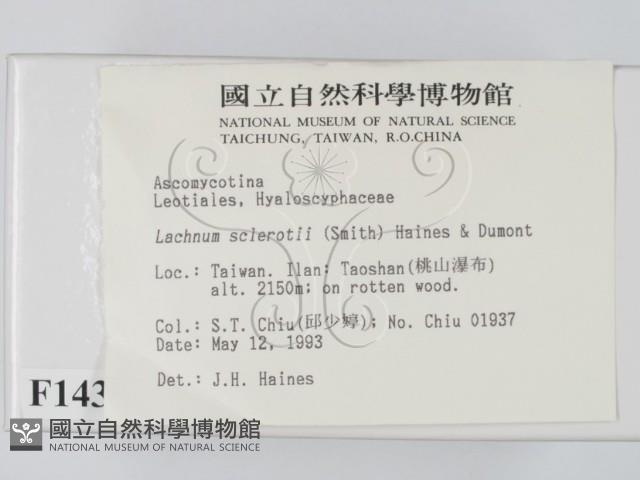 國立自然科學博物館
NATIONAL MUSEUM OF NATURAL SCIENCE
TAICHUNG, TAIWAN, R.O.CHINA
Ascomycotina
Leotiales, Hyaloscyphaceae
Lachnum sclerotii (Smith) Haines & Dumont
Loc.: Taiwan. Ilan: Taoshan(桃山瀑布)
alt. 2150m; on rotten wood.
Col.: S.T. Chiu(邱少婷); No. Chiu 01937
Date: May 12, 1993
Det.: J.H. Haines
F143
國立自然科學博物館
NATIONAL MUSEUM OF NATURAL SCIENCE